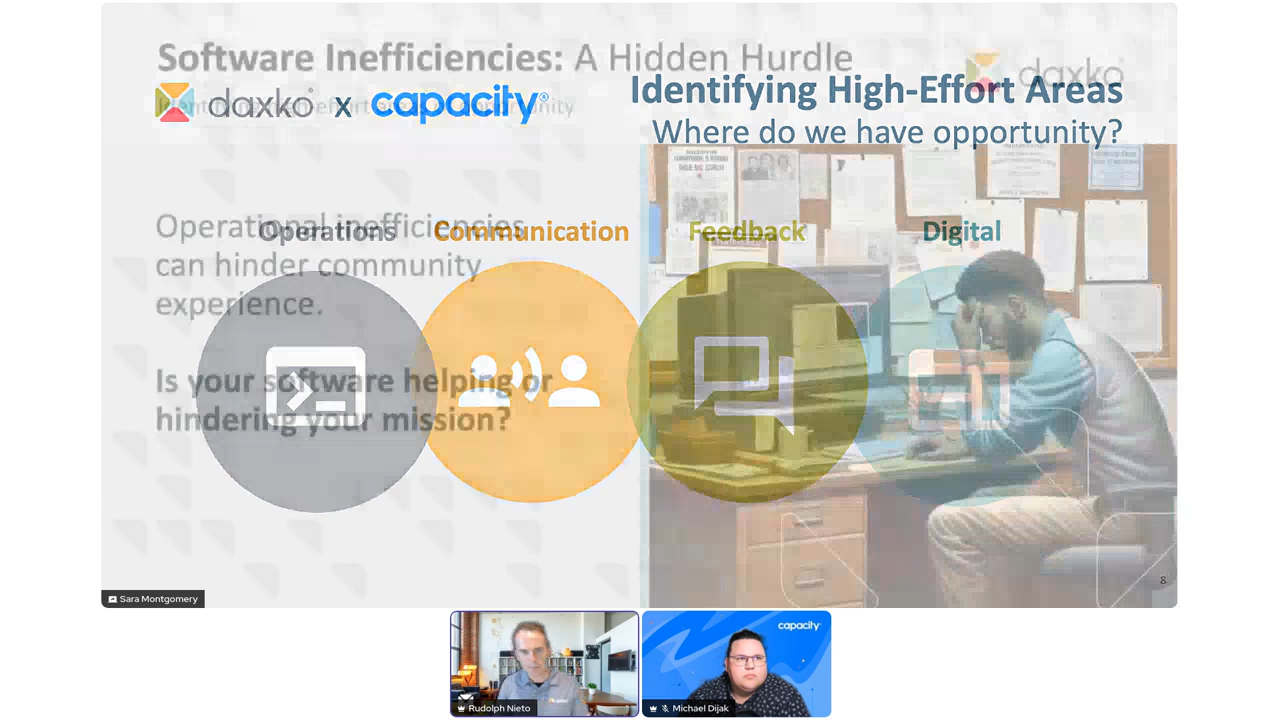 Software Inefficiencies: A Hidden Hurdle
daxko
Identifying High-Effort Areas
daxko x capacity
Where do we have opportunity?
Operational inefficiencies
can hinder community
experience.
Operations
Communication
Feedback
Digital
Is your software helping or
hindering your mission?
8
Sara Montgomery
capacity
Rudolph Nieto
Michael Dijak